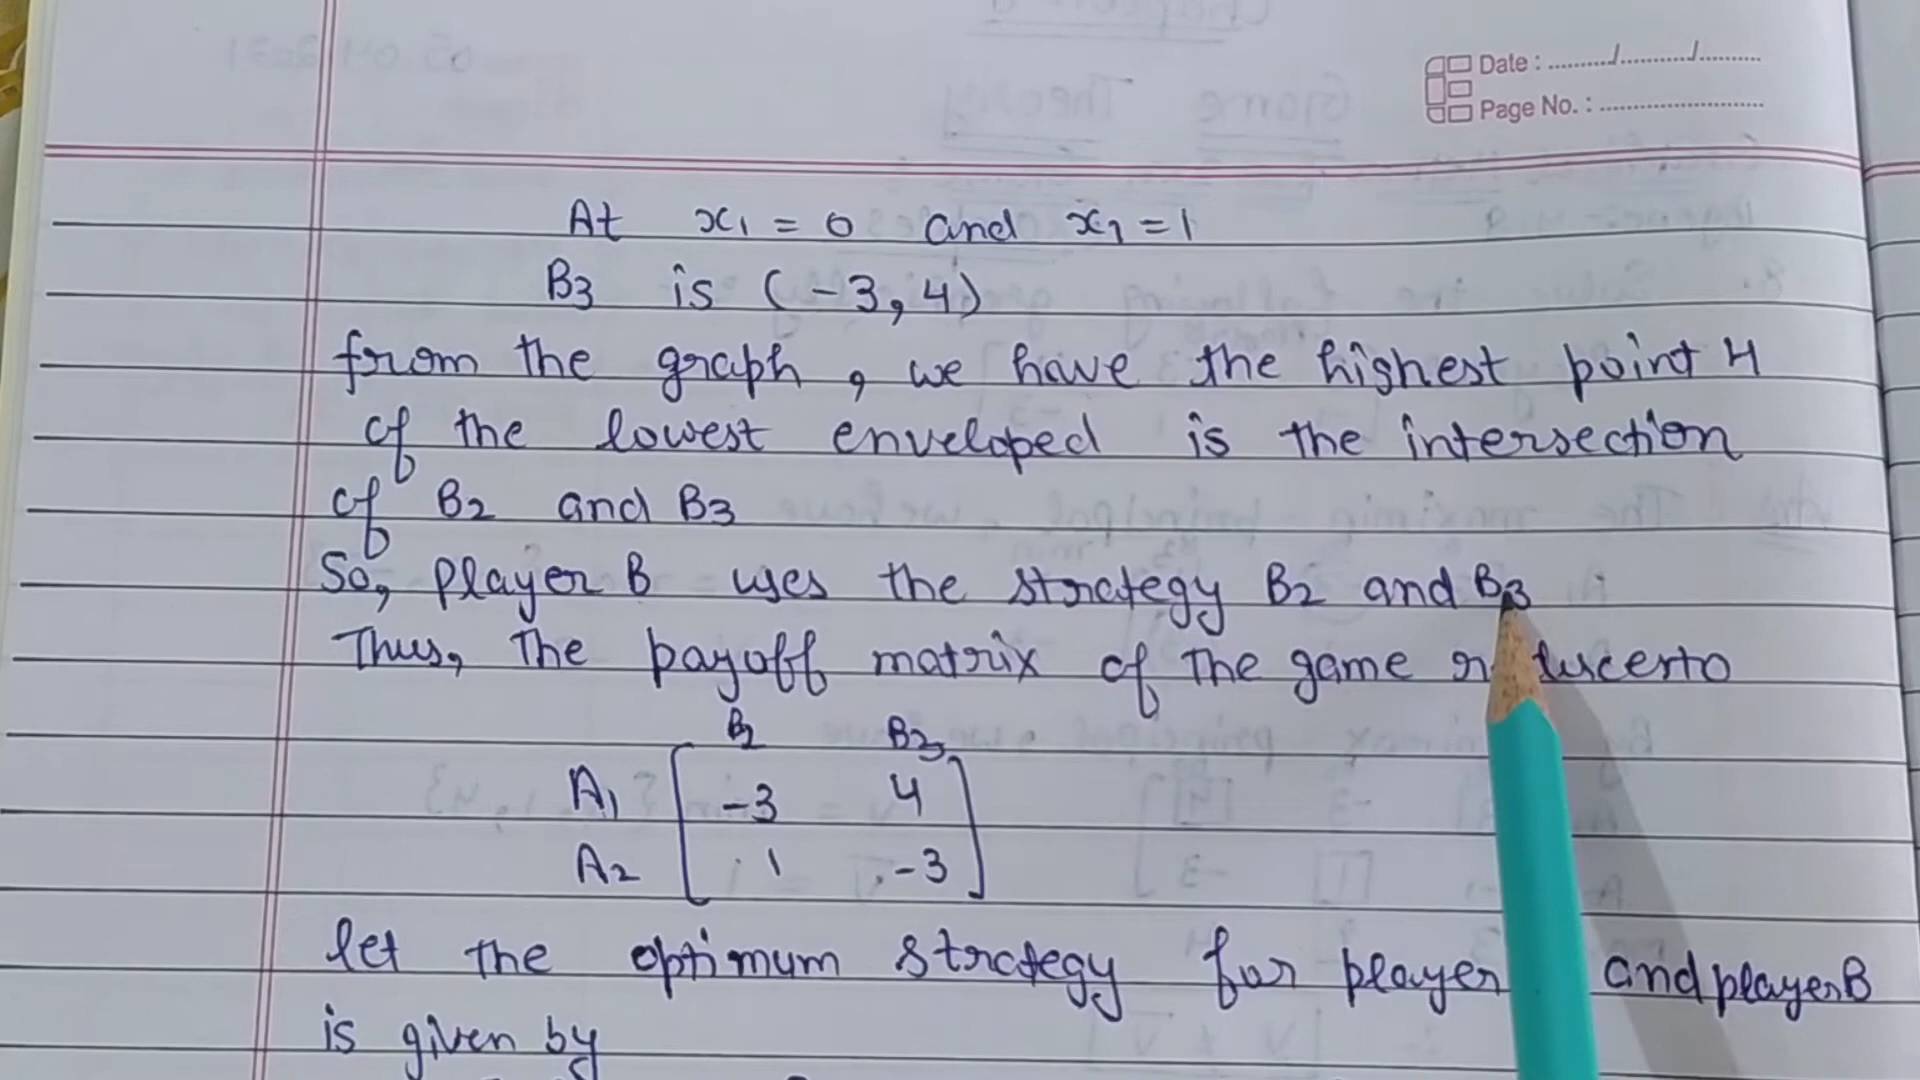 Date : ........./........../..........
Page No. : ..........................
At x1 = 0 and x1 = 1
B3 is (-3, 4)
from the graph, we have the highest point H
of the lowest enveloped is the intersection
of B2 and B3
So, player B uses the strategy B2 and B3
Thus, the payoff matrix of the game
B2 B3
A1 [ -3 4 ]
A2 [ 1 -3 ]
let the optimum strategy for player and player B
is given by